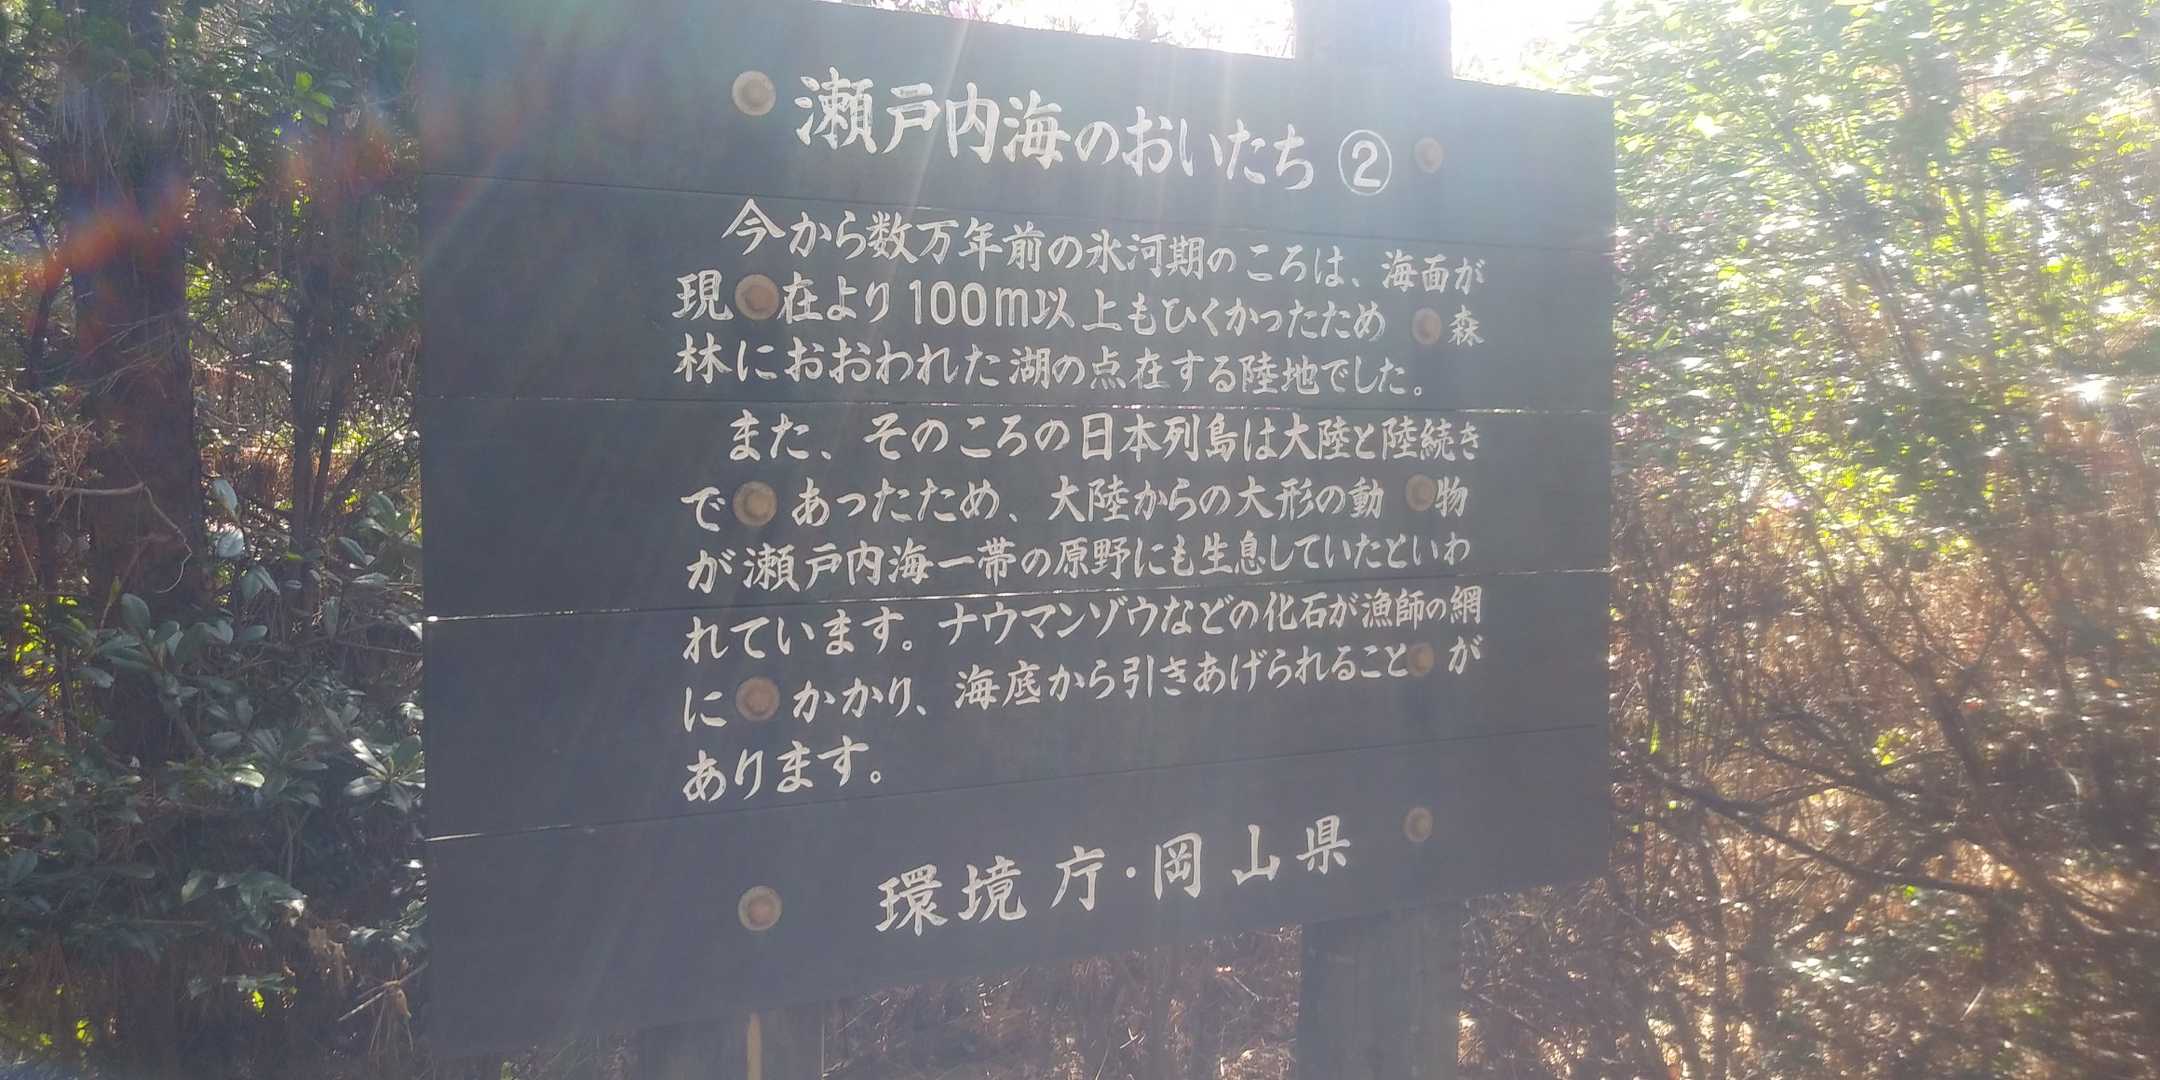 瀬戸内海のおいたち ②
今から数万年前の氷河期のころは、海面が
現在より100m以上もひくかったため森
林におおわれた湖の点在する陸地でした。
また、そのころの日本列島は大陸と陸続き
であったため、大陸からの大形の動物
が瀬戸内海一帯の原野にも生息していたといわ
れています。ナウマンゾウなどの化石が漁師の網
にかかり、海底から引きあげられることが
あります。
環境庁・岡山県